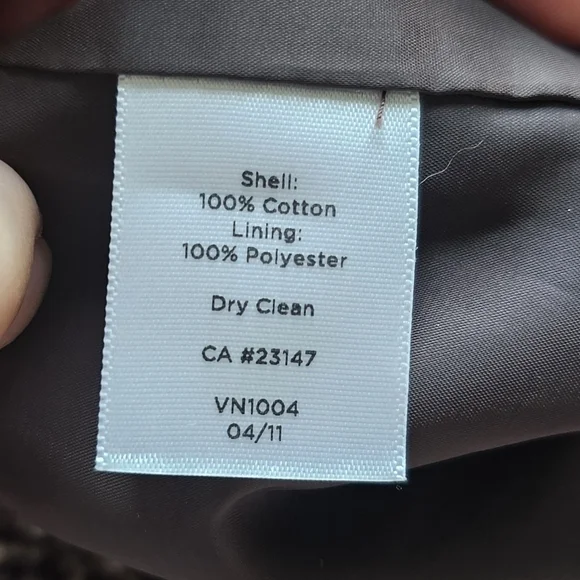 Shell:
100% Cotton
Lining:
100% Polyester
Dry Clean
CA #23147
VN1004
04/11